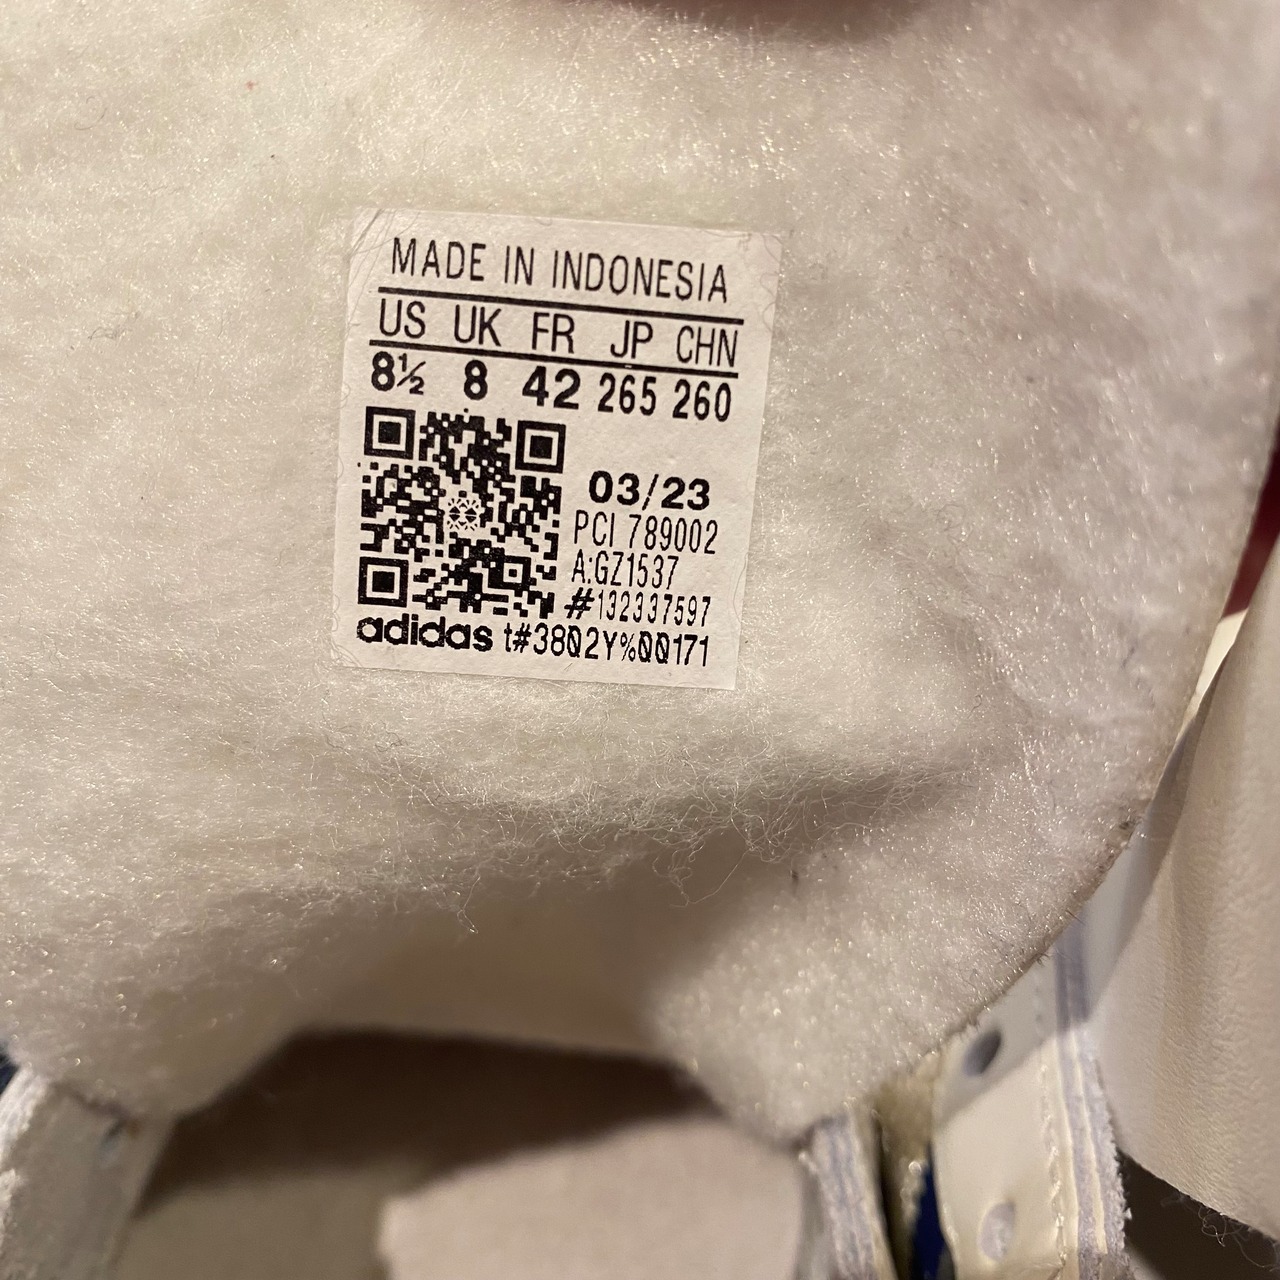 MADE IN INDONESIA
US UK FR JP CHN
8½ 8 42 265 260
03/23
PCI 789002
A:GZ1537
#132337597
adidas t#3802Y%00171